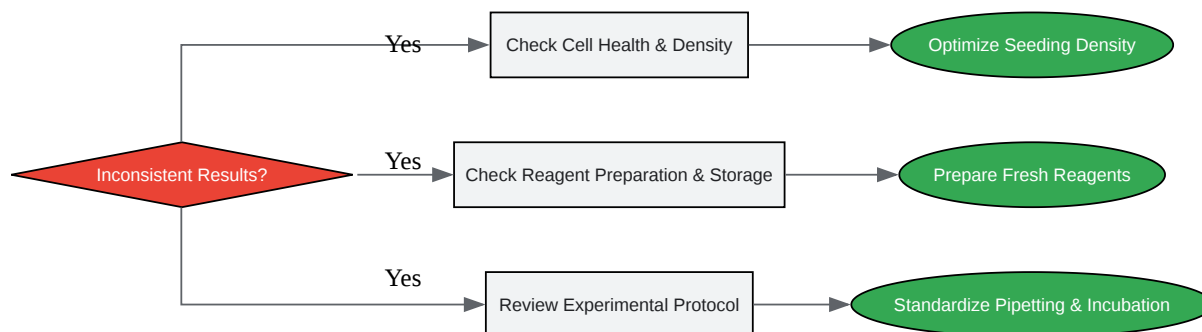 Yes
Check Cell Health & Density
Optimize Seeding Density
Inconsistent Results?
Yes
Check Reagent Preparation & Storage
Prepare Fresh Reagents
Yes
Review Experimental Protocol
Standardize Pipetting & Incubation